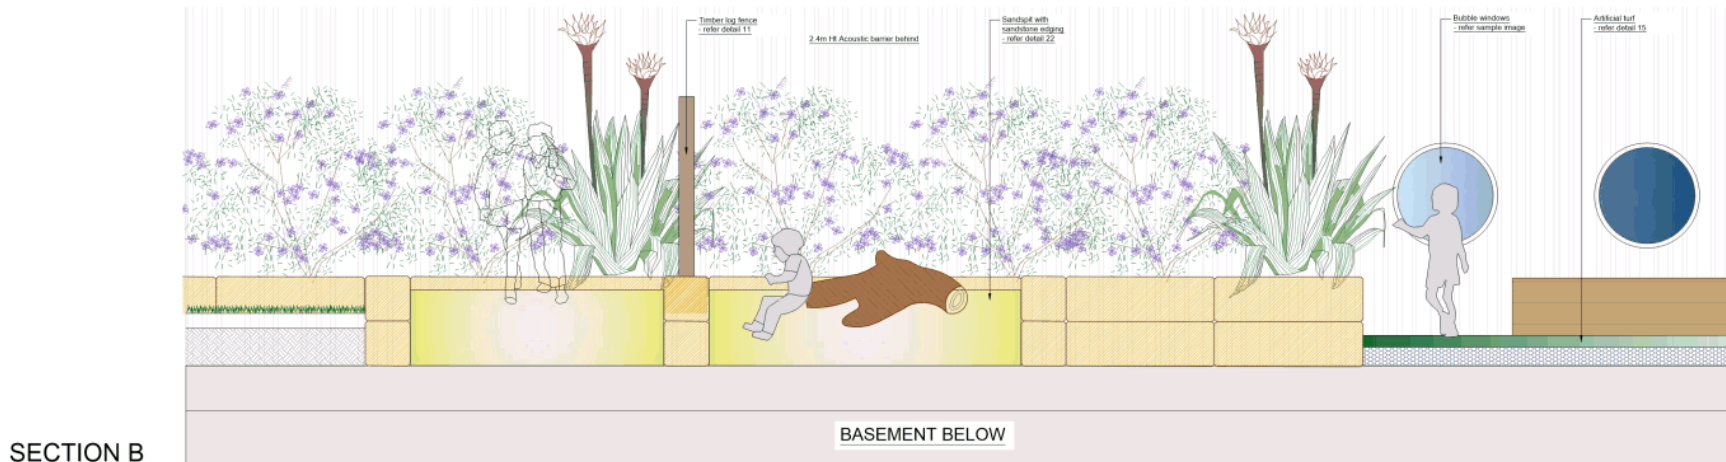 Timber log fence
- refer detail 11
2.4m Ht Acoustic barrier behind
Sandspit with
sandstone edging
- refer detail 22
Bubble windows
- refer sample image
Artificial turf
- refer detail 15
BASEMENT BELOW
SECTION B